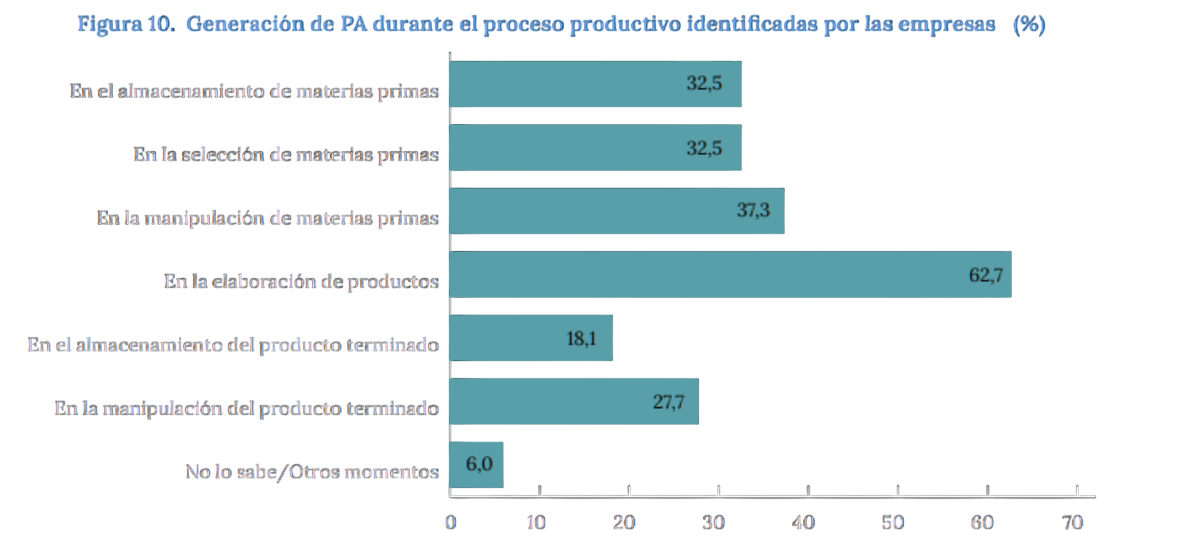 Figura 10. Generación de PA durante el proceso productivo identificadas por las empresas (%)
En el almacenamiento de materias primas 32,5
En la selección de materias primas 32,5
En la manipulación de materias primas 37,3
En la elaboración de productos 62,7
En el almacenamiento del producto terminado 18,1
En la manipulación del producto terminado 27,7
No lo sabe/Otros momentos 6,0
0 10 20 30 40 50 60 70